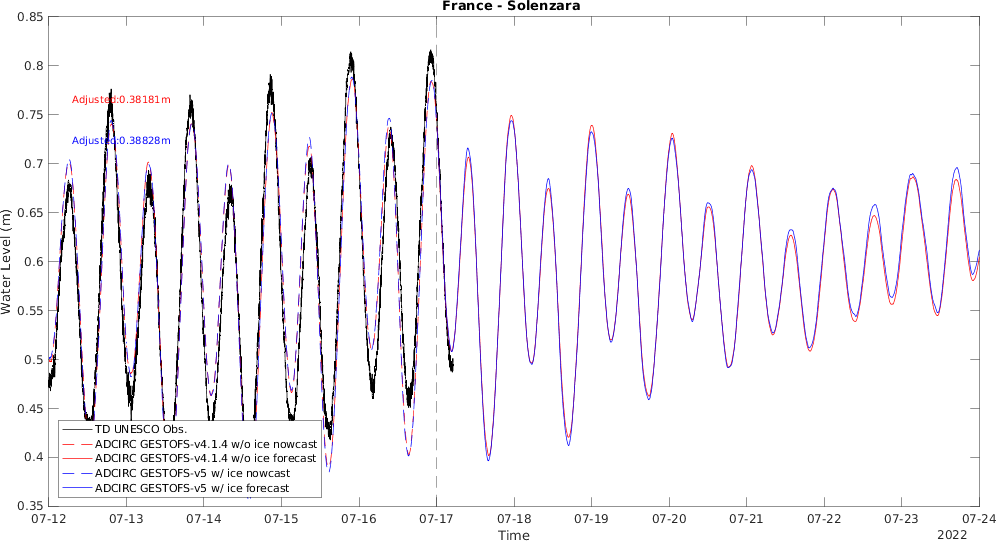 France - Solenzara
0.85
0.8
0.75
0.7
0.65
0.6
0.55
0.5
0.45
0.4
0.35
Water Level (m)
Adjusted:0.38181m
Adjusted:0.38828m
TD UNESCO Obs.
ADCIRC GESTOFS-v4.1.4 w/o ice nowcast
ADCIRC GESTOFS-v4.1.4 w/o ice forecast
ADCIRC GESTOFS-v5 w/ ice nowcast
ADCIRC GESTOFS-v5 w/ ice forecast
07-12 07-13 07-14 07-15 07-16 07-17 07-18 07-19 07-20 07-21 07-22 07-23 07-24
Time
2022